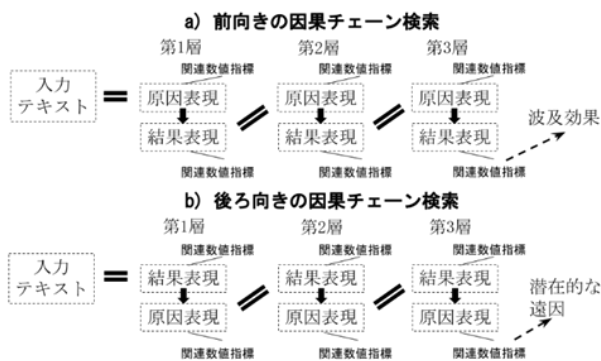 a) 前向きの因果チェーン検索
第1層 第2層 第3層
関連数値指標 関連数値指標 関連数値指標
入力
テキスト
原因表現 原因表現 原因表現
結果表現 結果表現 結果表現
波及効果
関連数値指標 関連数値指標 関連数値指標
b) 後ろ向きの因果チェーン検索
第1層 第2層 第3層
関連数値指標 関連数値指標 関連数値指標
入力
テキスト
結果表現 結果表現 結果表現
原因表現 原因表現 原因表現
潜在的な
遠因
関連数値指標 関連数値指標 関連数値指標